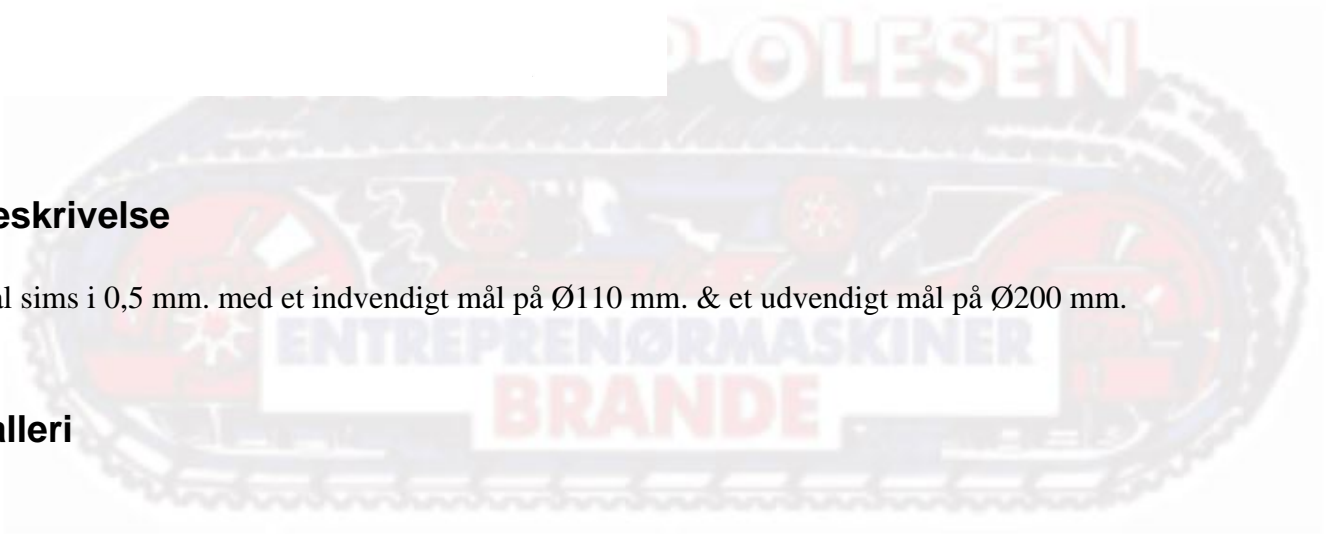 P OLESEN
eskrivelse
al sims i 0,5 mm. med et indvendigt mål på Ø110 mm. & et udvendigt mål på Ø200 mm.
ENTREPRENØRMASKINER
BRANDE
alleri